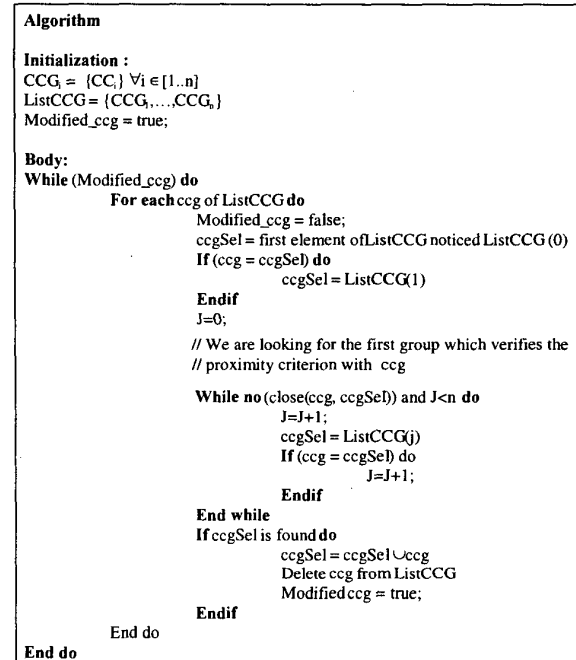 Algorithm
Initialization :
CCGi = {CCi} ∀i ∈ [1..n]
ListCCG = {CCG1,...,CCGn}
Modified_ccg = true;
Body:
While (Modified_ccg) do
For each ccg of ListCCG do
Modified_ccg = false;
ccgSel = first element ofListCCG noticed ListCCG (0)
If (ccg = ccgSel) do
ccgSel = ListCCG(1)
Endif
J=0;
// We are looking for the first group which verifies the
// proximity criterion with ccg
While no (close(ccg, ccgSel)) and J<n do
J=J+1;
ccgSel = ListCCG(j)
If (ccg = ccgSel) do
J=J+1;
Endif
End while
If ccgSel is found do
ccgSel = ccgSel ∪ ccg
Delete ccg from ListCCG
Modified ccg = true;
Endif
End do
End do